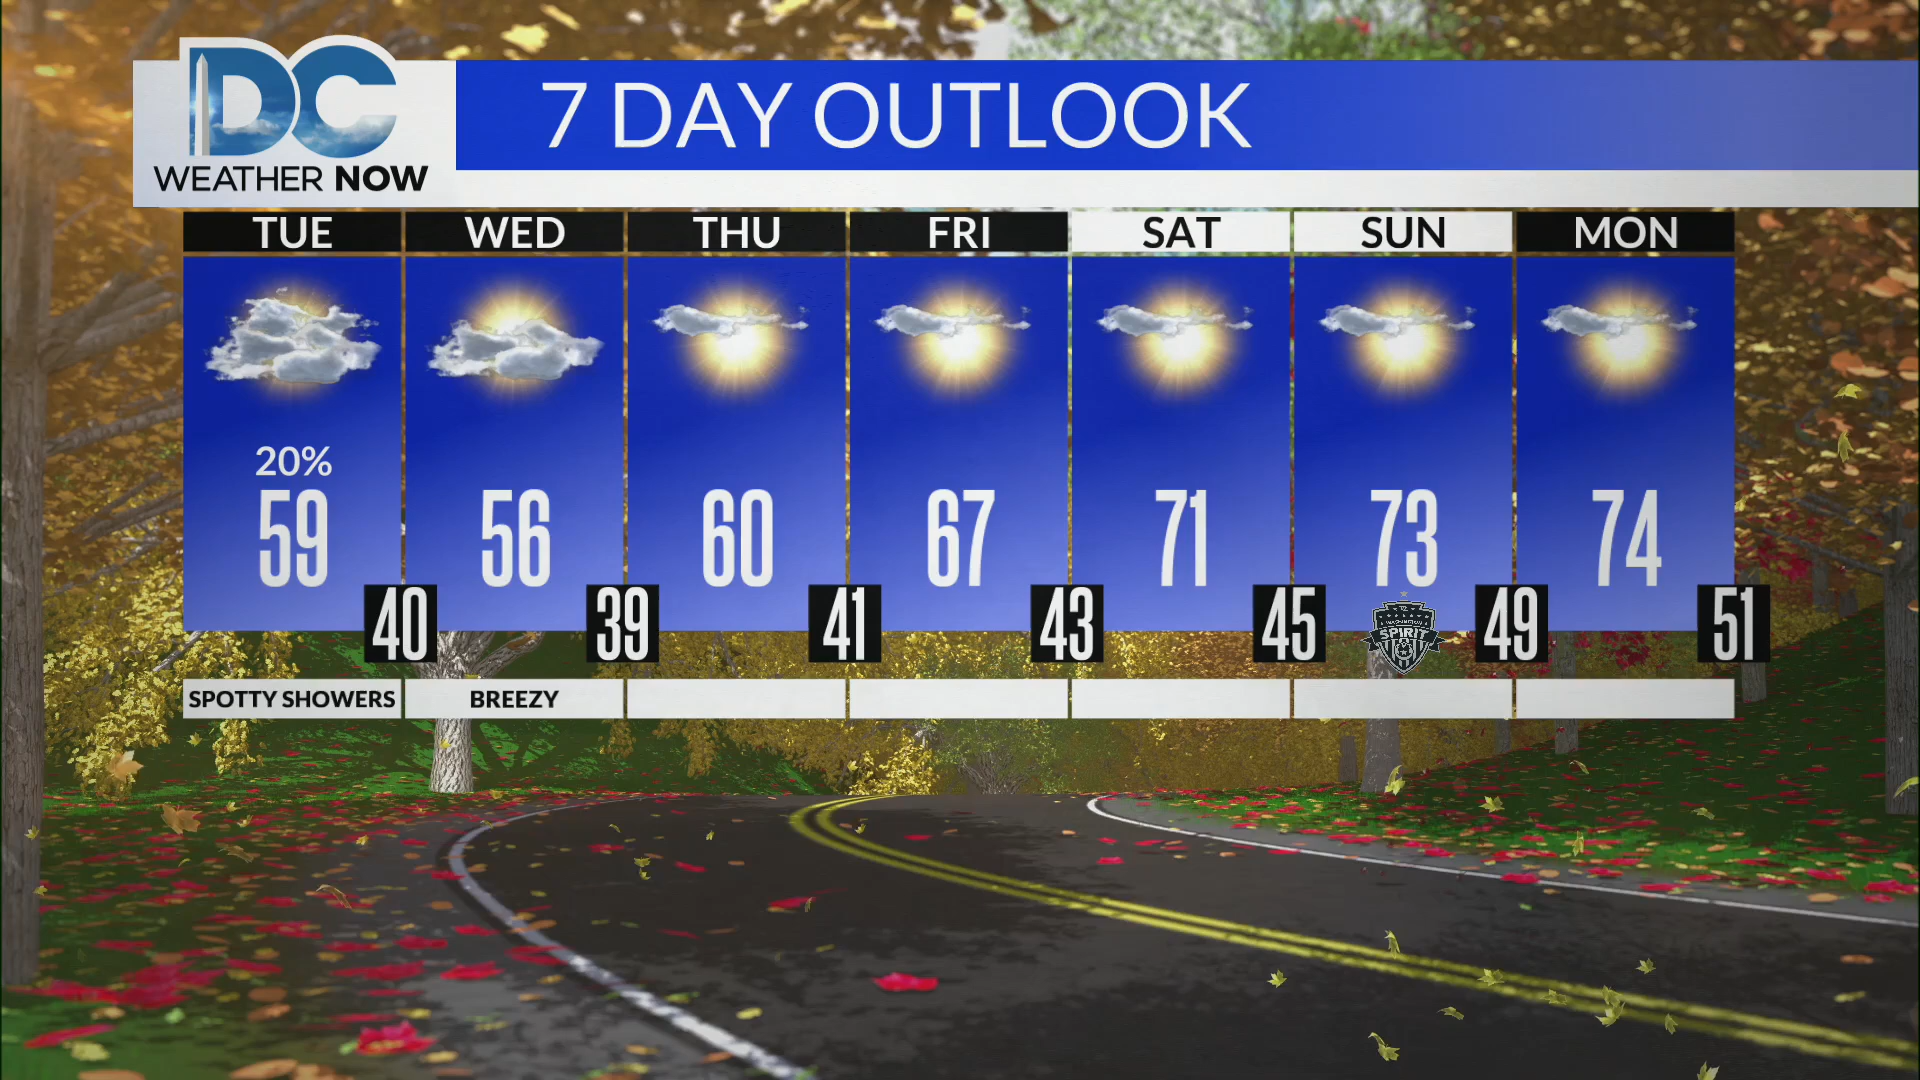 DC
WEATHER NOW
7 DAY OUTLOOK
TUE WED THU FRI SAT SUN MON
20%
59 56 60 67 71 73 74
40 39 41 43 45 49 51
SPIRIT
SPOTTY SHOWERS BREEZY